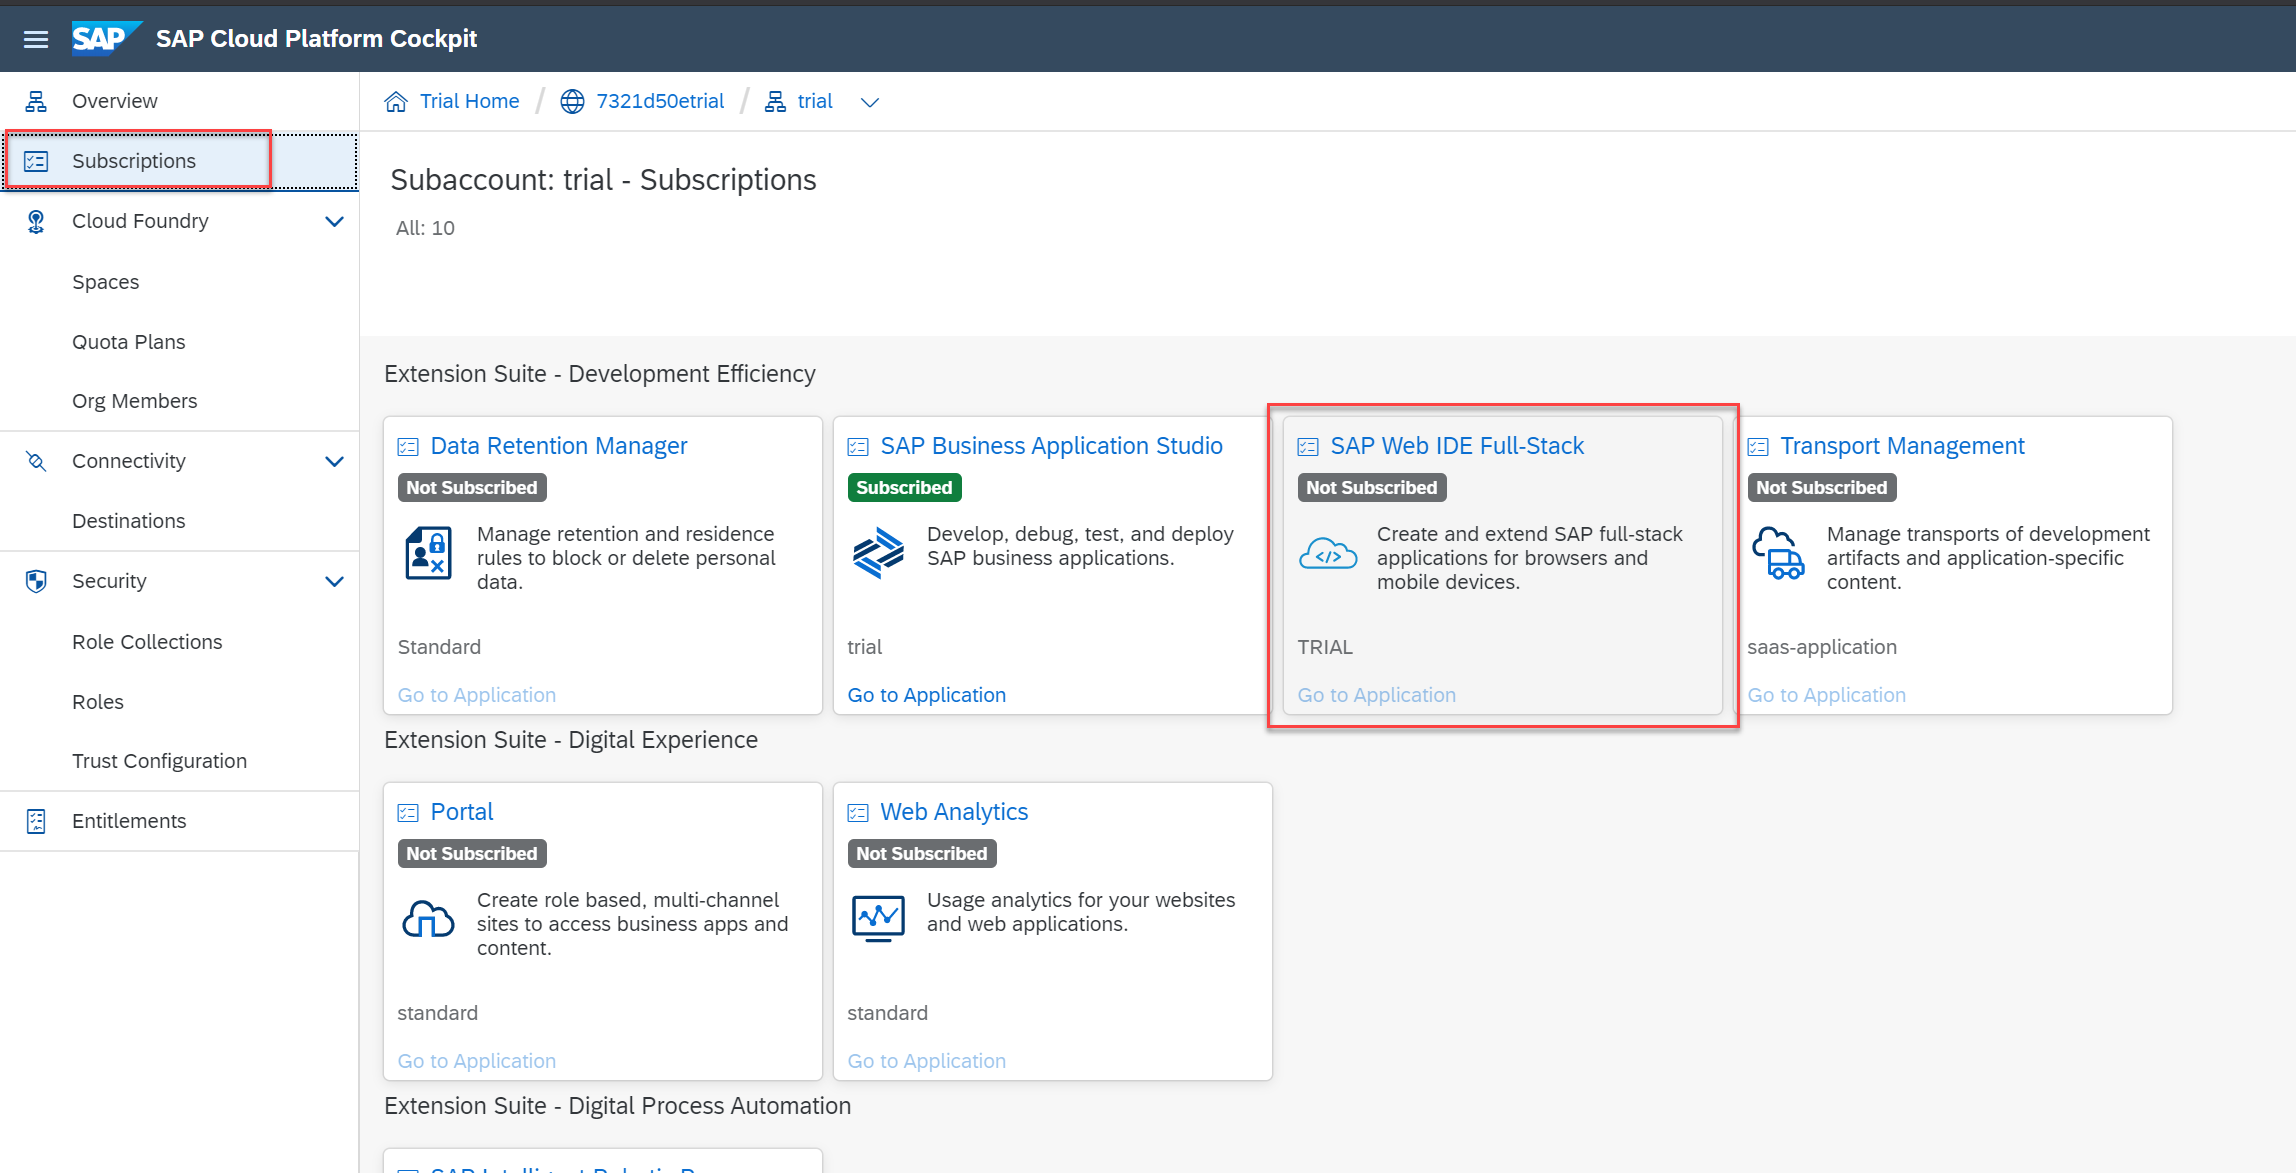 SAP SAP Cloud Platform Cockpit
Overview
Subscriptions
Cloud Foundry
Spaces
Quota Plans
Org Members
Connectivity
Destinations
Security
Role Collections
Roles
Trust Configuration
Entitlements
Trial Home / 7321d50etrial / trial
Subaccount: trial - Subscriptions
All: 10
Extension Suite - Development Efficiency
Data Retention Manager
Not Subscribed
Manage retention and residence
rules to block or delete personal
data.
Standard
Go to Application
SAP Business Application Studio
Subscribed
Develop, debug, test, and deploy
SAP business applications.
trial
Go to Application
SAP Web IDE Full-Stack
Not Subscribed
Create and extend SAP full-stack
applications for browsers and
mobile devices.
TRIAL
Go to Application
Transport Management
Not Subscribed
Manage transports of development
artifacts and application-specific
content.
saas-application
Go to Application
Extension Suite - Digital Experience
Portal
Not Subscribed
Create role based, multi-channel
sites to access business apps and
content.
standard
Go to Application
Web Analytics
Not Subscribed
Usage analytics for your websites
and web applications.
standard
Go to Application
Extension Suite - Digital Process Automation
SAP Intelligent Robotic